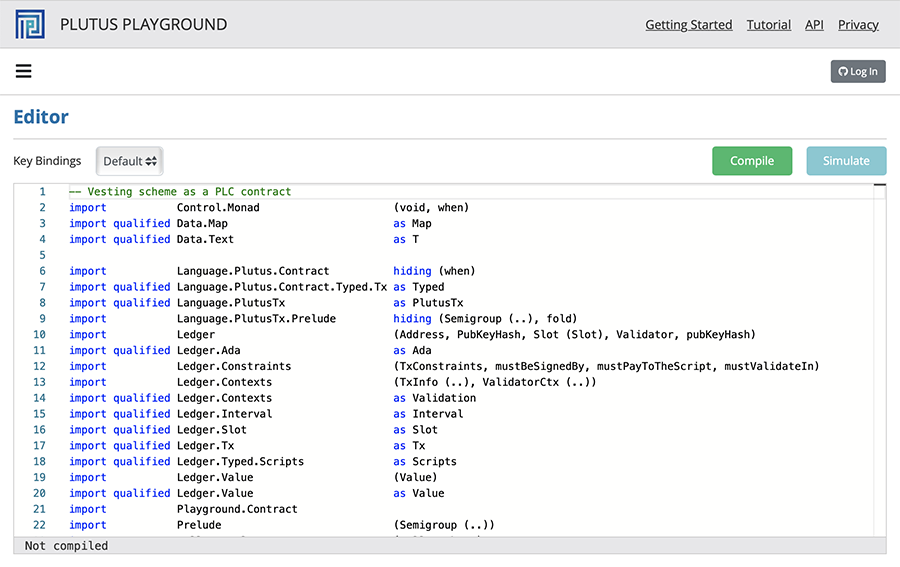 PLUTUS PLAYGROUND
Getting Started Tutorial API Privacy
Log In
Editor
Key Bindings Default Compile Simulate
1 -- Vesting scheme as a PLC contract
2 import Control.Monad (void, when)
3 import qualified Data.Map as Map
4 import qualified Data.Text as T
5
6 import Language.Plutus.Contract hiding (when)
7 import qualified Language.Plutus.Contract.Typed.Tx as Typed
8 import qualified Language.PlutusTx as PlutusTx
9 import Language.PlutusTx.Prelude hiding (Semigroup (..), fold)
10 import Ledger (Address, PubKeyHash, Slot (Slot), Validator, pubKeyHash)
11 import qualified Ledger.Ada as Ada
12 import Ledger.Constraints (TxConstraints, mustBeSignedBy, mustPayToTheScript, mustValidateIn)
13 import Ledger.Contexts (TxInfo (..), ValidatorCtx (..))
14 import qualified Ledger.Contexts as Validation
15 import qualified Ledger.Interval as Interval
16 import qualified Ledger.Slot as Slot
17 import qualified Ledger.Tx as Tx
18 import qualified Ledger.Typed.Scripts as Scripts
19 import Ledger.Value (Value)
20 import qualified Ledger.Value as Value
21 import Playground.Contract
22 import Prelude (Semigroup (..))
Not compiled